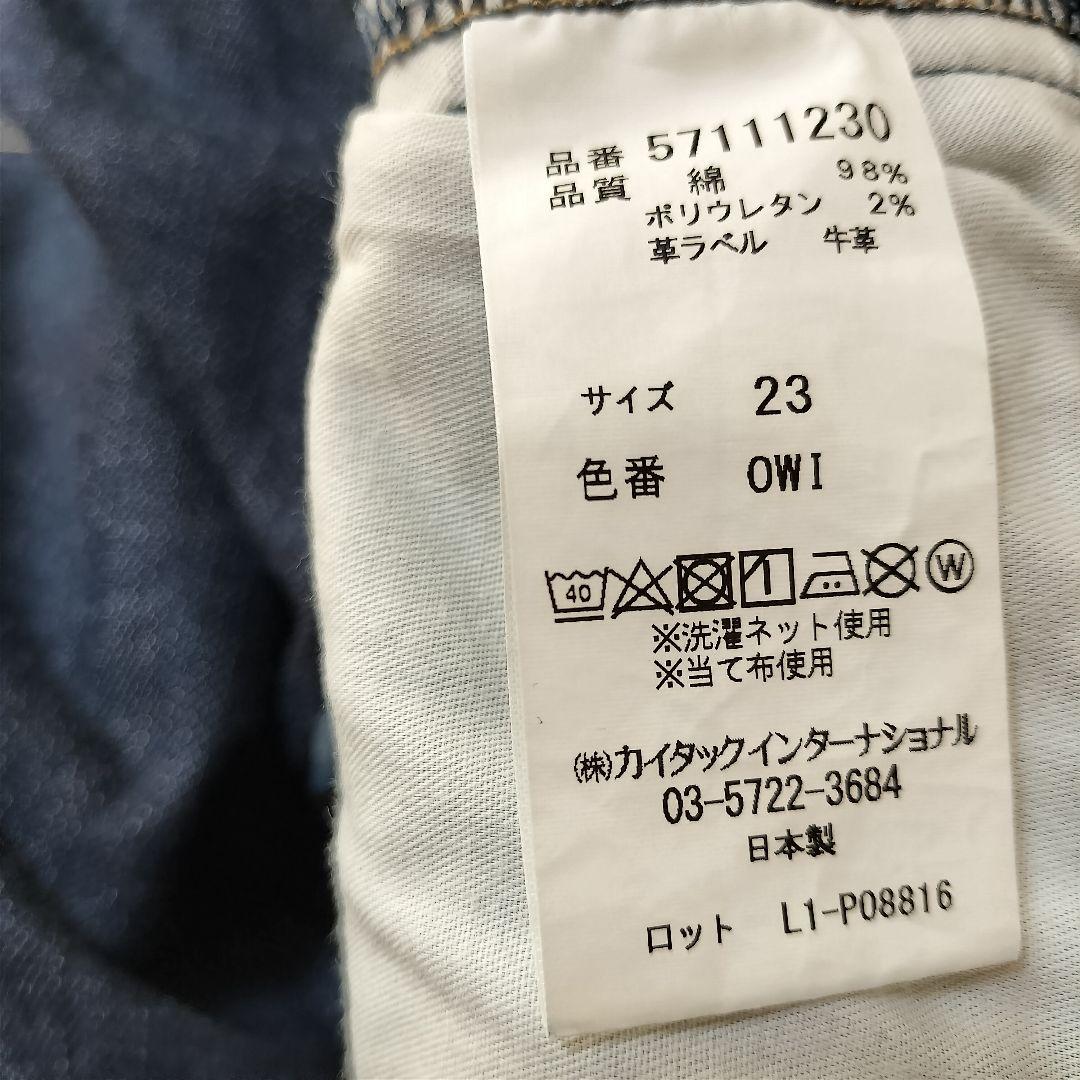 品番 57111230
品質 綿 98%
ポリウレタン 2%
革ラベル 牛革
サイズ 23
色番 OWI
40 W
※洗濯ネット使用
※当て布使用
㈱カイタックインターナショナル
03-5722-3684
日本製
ロット L1-P08816